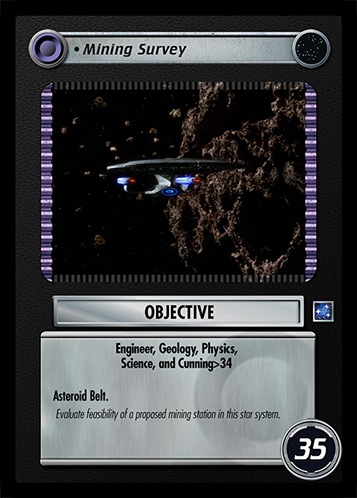 • Mining Survey
OBJECTIVE
Engineer, Geology, Physics,
Science, and Cunning>34
Asteroid Belt.
Evaluate feasibility of a proposed mining station in this star system.
35